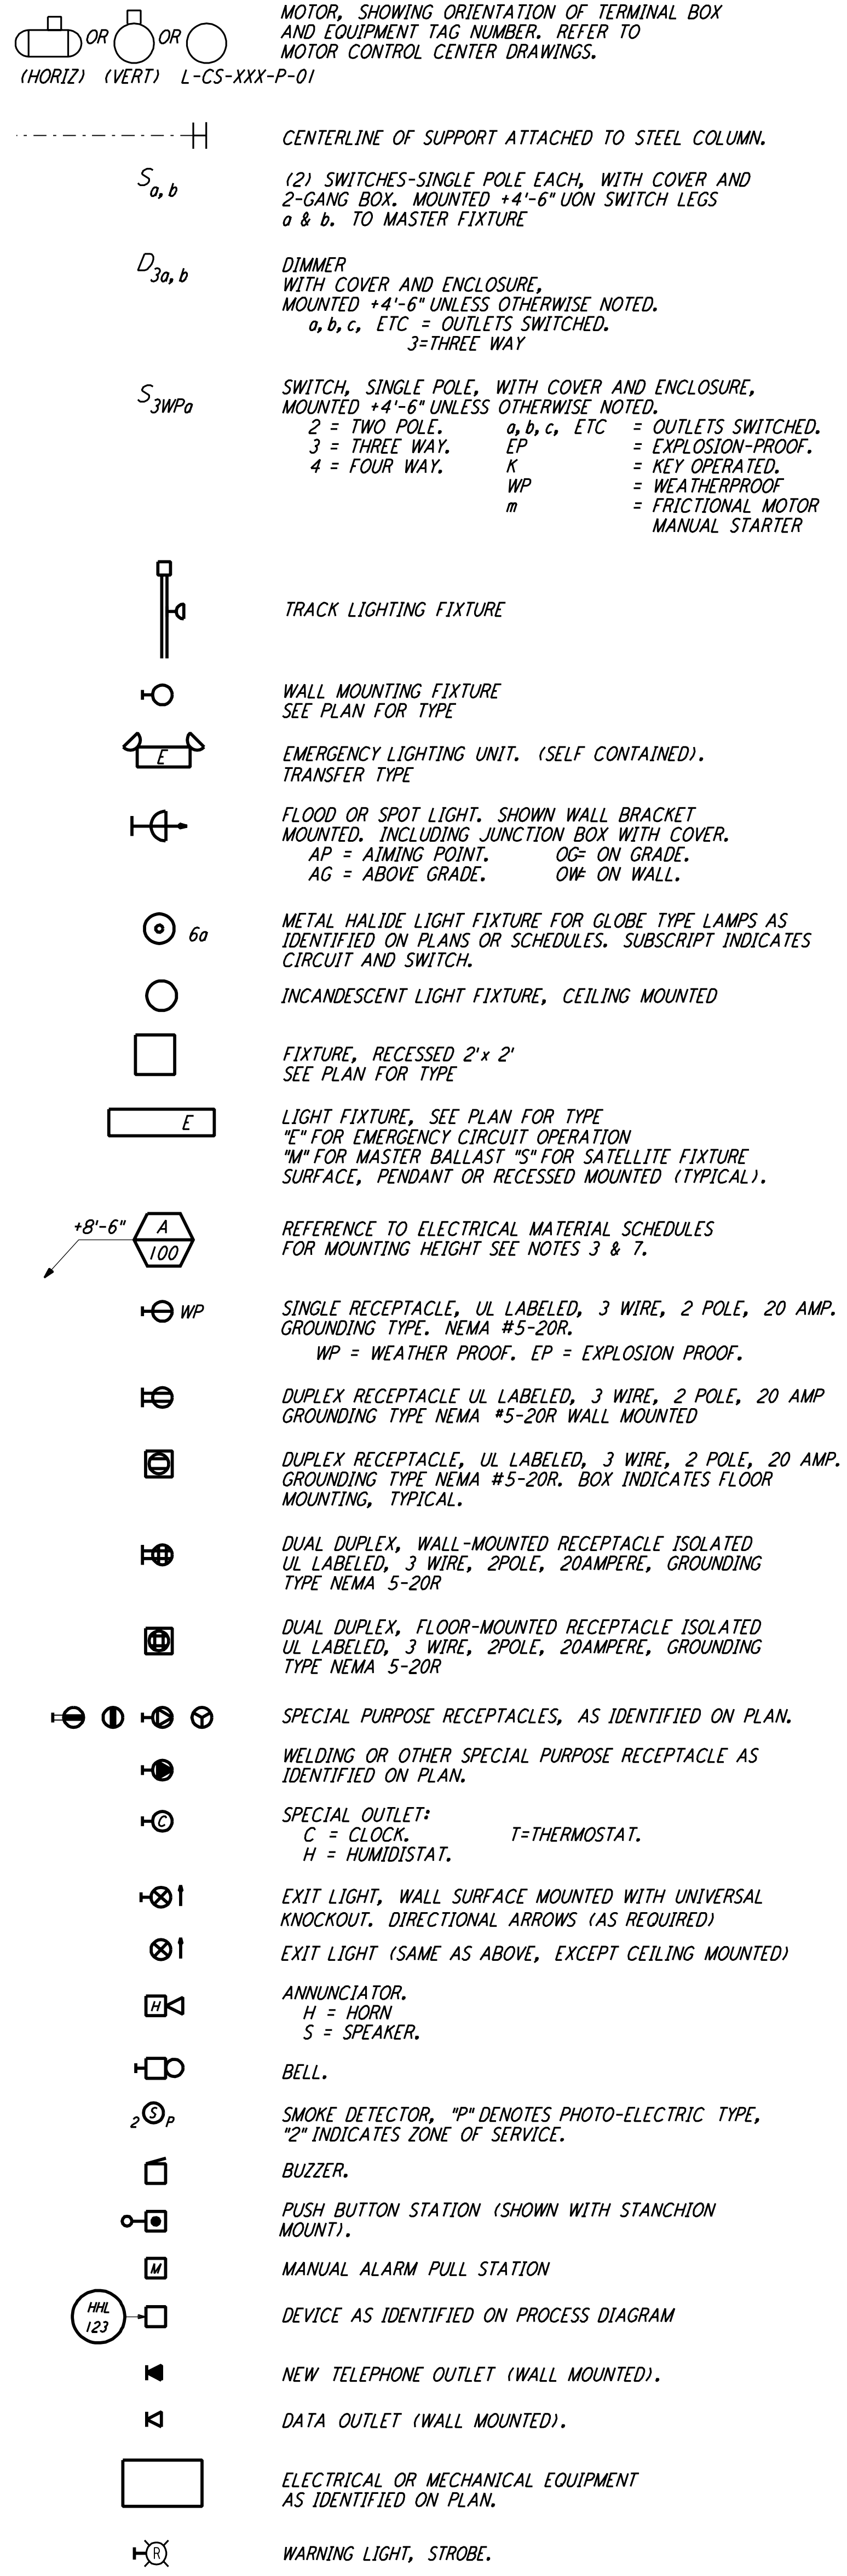 MOTOR, SHOWING ORIENTATION OF TERMINAL BOX
AND EQUIPMENT TAG NUMBER. REFER TO
MOTOR CONTROL CENTER DRAWINGS.
OR OR
(HORIZ) (VERT) L-CS-XXX-P-01
CENTERLINE OF SUPPORT ATTACHED TO STEEL COLUMN.
Sa,b
(2) SWITCHES-SINGLE POLE EACH, WITH COVER AND
2-GANG BOX. MOUNTED +4'-6" UON SWITCH LEGS
a & b. TO MASTER FIXTURE
D3a,b
DIMMER
WITH COVER AND ENCLOSURE,
MOUNTED +4'-6" UNLESS OTHERWISE NOTED.
a,b,c, ETC = OUTLETS SWITCHED.
3=THREE WAY
S3WPa
SWITCH, SINGLE POLE, WITH COVER AND ENCLOSURE,
MOUNTED +4'-6" UNLESS OTHERWISE NOTED.
2 = TWO POLE. a,b,c, ETC = OUTLETS SWITCHED.
3 = THREE WAY. EP = EXPLOSION-PROOF.
4 = FOUR WAY. K = KEY OPERATED.
WP = WEATHERPROOF
m = FRICTIONAL MOTOR
MANUAL STARTER
TRACK LIGHTING FIXTURE
WALL MOUNTING FIXTURE
SEE PLAN FOR TYPE
E
EMERGENCY LIGHTING UNIT. (SELF CONTAINED).
TRANSFER TYPE
FLOOD OR SPOT LIGHT. SHOWN WALL BRACKET
MOUNTED. INCLUDING JUNCTION BOX WITH COVER.
AP = AIMING POINT. OG= ON GRADE.
AG = ABOVE GRADE. OW= ON WALL.
6a
METAL HALIDE LIGHT FIXTURE FOR GLOBE TYPE LAMPS AS
IDENTIFIED ON PLANS OR SCHEDULES. SUBSCRIPT INDICATES
CIRCUIT AND SWITCH.
INCANDESCENT LIGHT FIXTURE, CEILING MOUNTED
FIXTURE, RECESSED 2'x 2'
SEE PLAN FOR TYPE
E
LIGHT FIXTURE, SEE PLAN FOR TYPE
"E" FOR EMERGENCY CIRCUIT OPERATION
"M" FOR MASTER BALLAST "S" FOR SATELLITE FIXTURE
SURFACE, PENDANT OR RECESSED MOUNTED (TYPICAL).
+8'-6" A
100
REFERENCE TO ELECTRICAL MATERIAL SCHEDULES
FOR MOUNTING HEIGHT SEE NOTES 3 & 7.
WP
SINGLE RECEPTACLE, UL LABELED, 3 WIRE, 2 POLE, 20 AMP.
GROUNDING TYPE. NEMA #5-20R.
WP = WEATHER PROOF. EP = EXPLOSION PROOF.
DUPLEX RECEPTACLE UL LABELED, 3 WIRE, 2 POLE, 20 AMP
GROUNDING TYPE NEMA #5-20R WALL MOUNTED
DUPLEX RECEPTACLE, UL LABELED, 3 WIRE, 2 POLE, 20 AMP.
GROUNDING TYPE NEMA #5-20R. BOX INDICATES FLOOR
MOUNTING, TYPICAL.
DUAL DUPLEX, WALL-MOUNTED RECEPTACLE ISOLATED
UL LABELED, 3 WIRE, 2POLE, 20AMPERE, GROUNDING
TYPE NEMA 5-20R
DUAL DUPLEX, FLOOR-MOUNTED RECEPTACLE ISOLATED
UL LABELED, 3 WIRE, 2POLE, 20AMPERE, GROUNDING
TYPE NEMA 5-20R
SPECIAL PURPOSE RECEPTACLES, AS IDENTIFIED ON PLAN.
WELDING OR OTHER SPECIAL PURPOSE RECEPTACLE AS
IDENTIFIED ON PLAN.
C
SPECIAL OUTLET:
C = CLOCK. T=THERMOSTAT.
H = HUMIDISTAT.
EXIT LIGHT, WALL SURFACE MOUNTED WITH UNIVERSAL
KNOCKOUT. DIRECTIONAL ARROWS (AS REQUIRED)
EXIT LIGHT (SAME AS ABOVE, EXCEPT CEILING MOUNTED)
H
ANNUNCIATOR.
H = HORN
S = SPEAKER.
BELL.
2 S P
SMOKE DETECTOR, "P" DENOTES PHOTO-ELECTRIC TYPE,
"2" INDICATES ZONE OF SERVICE.
BUZZER.
PUSH BUTTON STATION (SHOWN WITH STANCHION
MOUNT).
M
MANUAL ALARM PULL STATION
HHL
123
DEVICE AS IDENTIFIED ON PROCESS DIAGRAM
NEW TELEPHONE OUTLET (WALL MOUNTED).
DATA OUTLET (WALL MOUNTED).
ELECTRICAL OR MECHANICAL EQUIPMENT
AS IDENTIFIED ON PLAN.
R
WARNING LIGHT, STROBE.